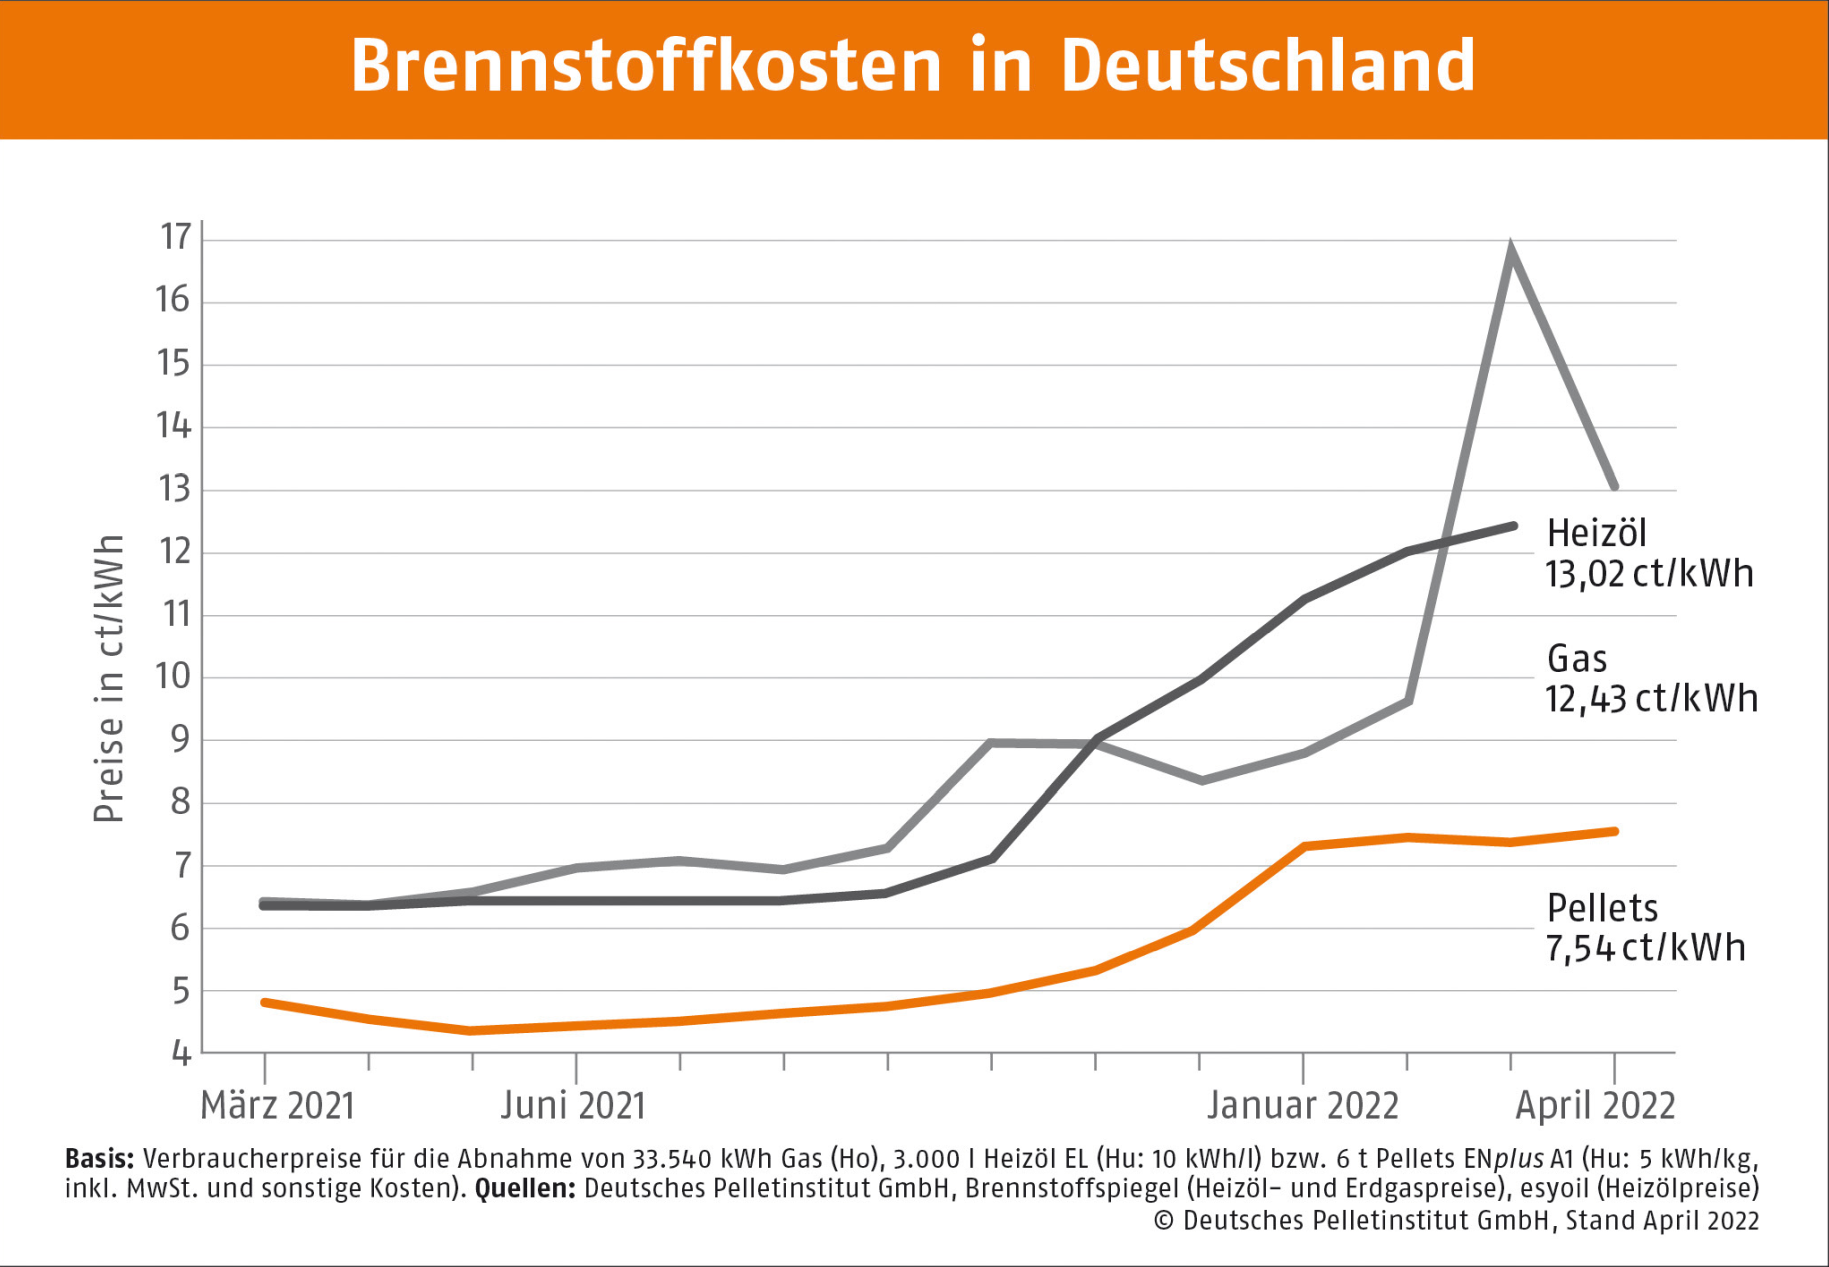 Brennstoffkosten in Deutschland
Preise in ct/kWh
17
16
15
14
13
12
11
10
9
8
7
6
5
4
Heizöl
13,02 ct/kWh
Gas
12,43 ct/kWh
Pellets
7,54 ct/kWh
März 2021
Juni 2021
Januar 2022
April 2022
Basis: Verbraucherpreise für die Abnahme von 33.540 kWh Gas (Ho), 3.000 l Heizöl EL (Hu: 10 kWh/l) bzw. 6 t Pellets ENplus A1 (Hu: 5 kWh/kg,
inkl. MwSt. und sonstige Kosten). Quellen: Deutsches Pelletinstitut GmbH, Brennstoffspiegel (Heizöl- und Erdgaspreise), esyoil (Heizölpreise)
© Deutsches Pelletinstitut GmbH, Stand April 2022